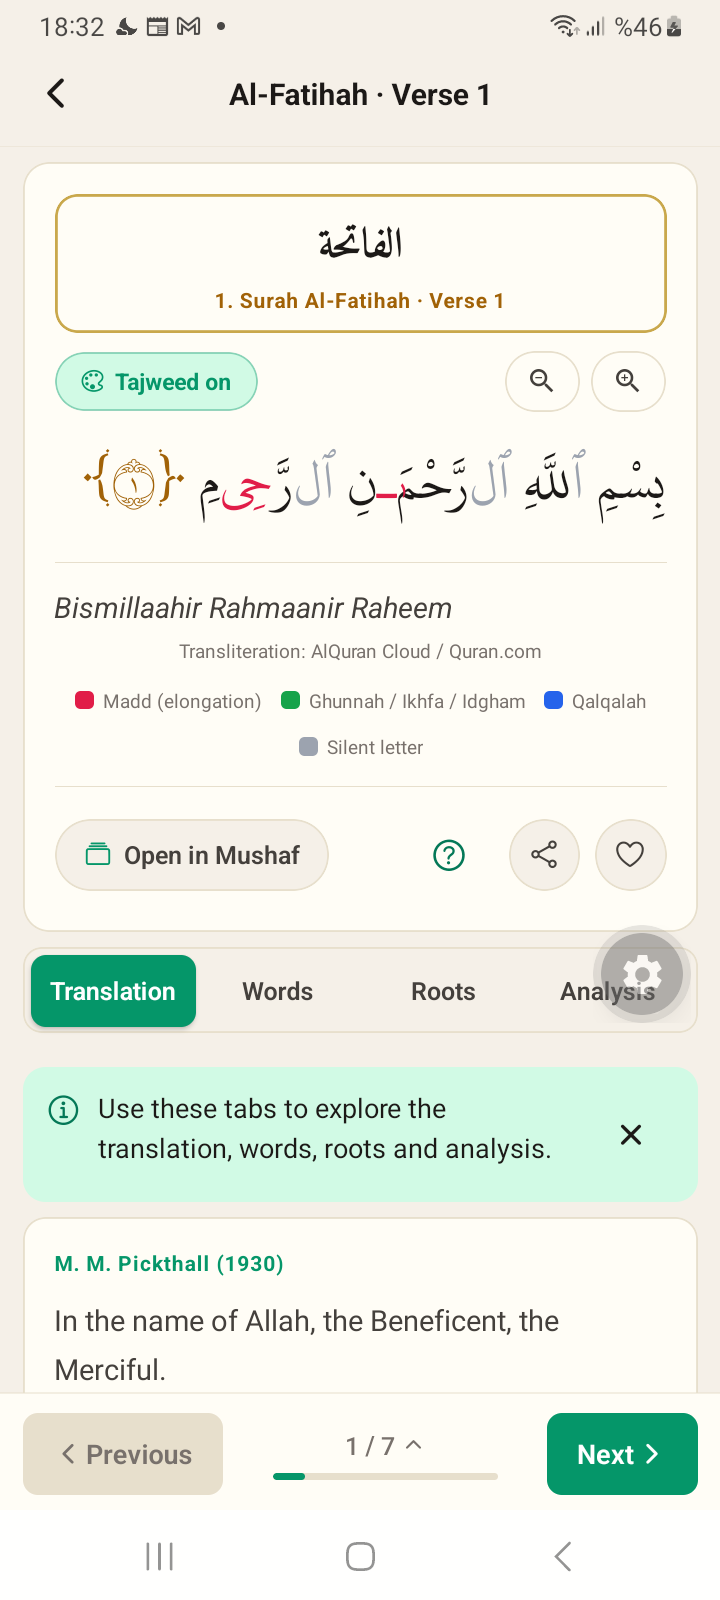 18:32 %46
Al-Fatihah · Verse 1
الفاتحة
1. Surah Al-Fatihah · Verse 1
Tajweed on
بِسْمِ ٱللَّهِ ٱلرَّحْمَـٰنِ ٱلرَّحِيمِ ﴿١﴾
Bismillaahir Rahmaanir Raheem
Transliteration: AlQuran Cloud / Quran.com
Madd (elongation) Ghunnah / Ikhfa / Idgham Qalqalah
Silent letter
Open in Mushaf
Translation Words Roots Analysis
Use these tabs to explore the
translation, words, roots and analysis.
M. M. Pickthall (1930)
In the name of Allah, the Beneficent, the
Merciful.
Previous 1 / 7 Next